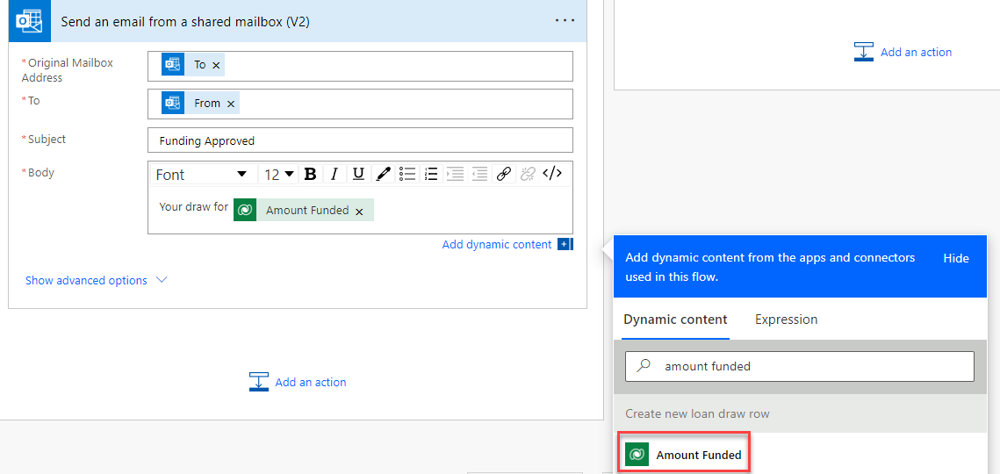 Send an email from a shared mailbox (V2)
...
Add an action
*Original Mailbox
Address
To ×
*To
From ×
*Subject
Funding Approved
*Body
Font
12
B
I
U
</>
Your draw for
Amount Funded ×
Add dynamic content
Show advanced options
Add an action
Add dynamic content from the apps and connectors
used in this flow.
Hide
Dynamic content
Expression
amount funded
Create new loan draw row
Amount Funded